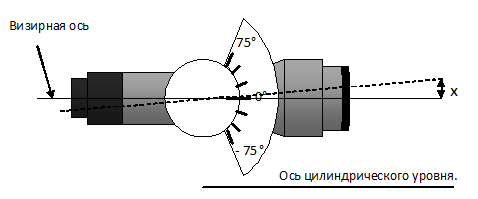 Визирная ось
75°
0°
x
- 75°
Ось цилиндрического уровня.